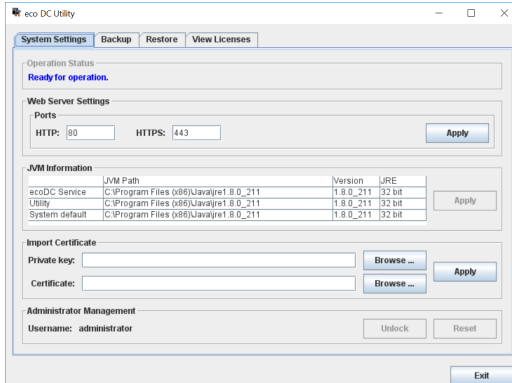 eco DC Utility
System Settings Backup Restore View Licenses
Operation Status
Ready for operation.
Web Server Settings
Ports
HTTP: 80 HTTPS: 443 Apply
JVM Information
JVM Path Version JRE
ecoDC Service C:\Program Files (x86)\Java\jre1.8.0_211 1.8.0_211 32 bit
Utility C:\Program Files (x86)\Java\jre1.8.0_211 1.8.0_211 32 bit
System default C:\Program Files (x86)\Java\jre1.8.0_211 1.8.0_211 32 bit
Apply
Import Certificate
Private key: Browse ...
Certificate: Browse ...
Apply
Administrator Management
Username: administrator Unlock Reset
Exit